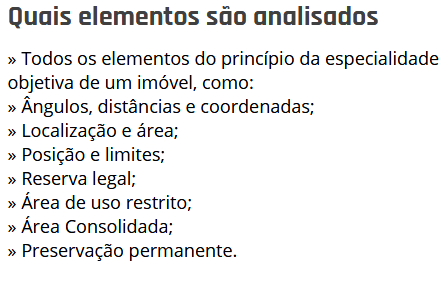 Quais elementos são analisados
» Todos os elementos do princípio da especialidade
objetiva de um imóvel, como:
» Ângulos, distâncias e coordenadas;
» Localização e área;
» Posição e limites;
» Reserva legal;
» Área de uso restrito;
» Área Consolidada;
» Preservação permanente.